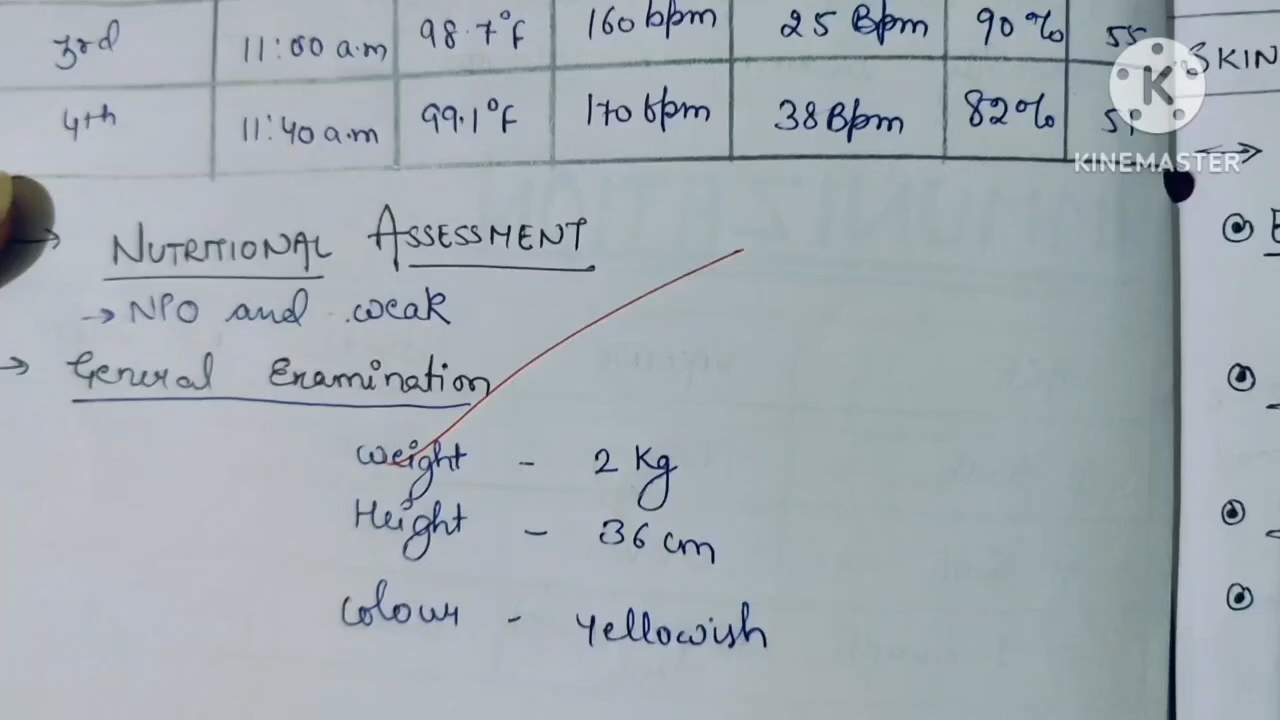 3rd 11:00 a.m 98.7°F 160 bpm 25 Bpm 90% 55
4th 11:40 a.m 99.1°F 170 bpm 38 Bpm 82%
KINEMASTER
SKIN
→ NUTRITIONAL ASSESSMENT
→ NPO and weak
→ General Examination
Weight - 2 Kg
Height - 36 cm
Colour - Yellowish